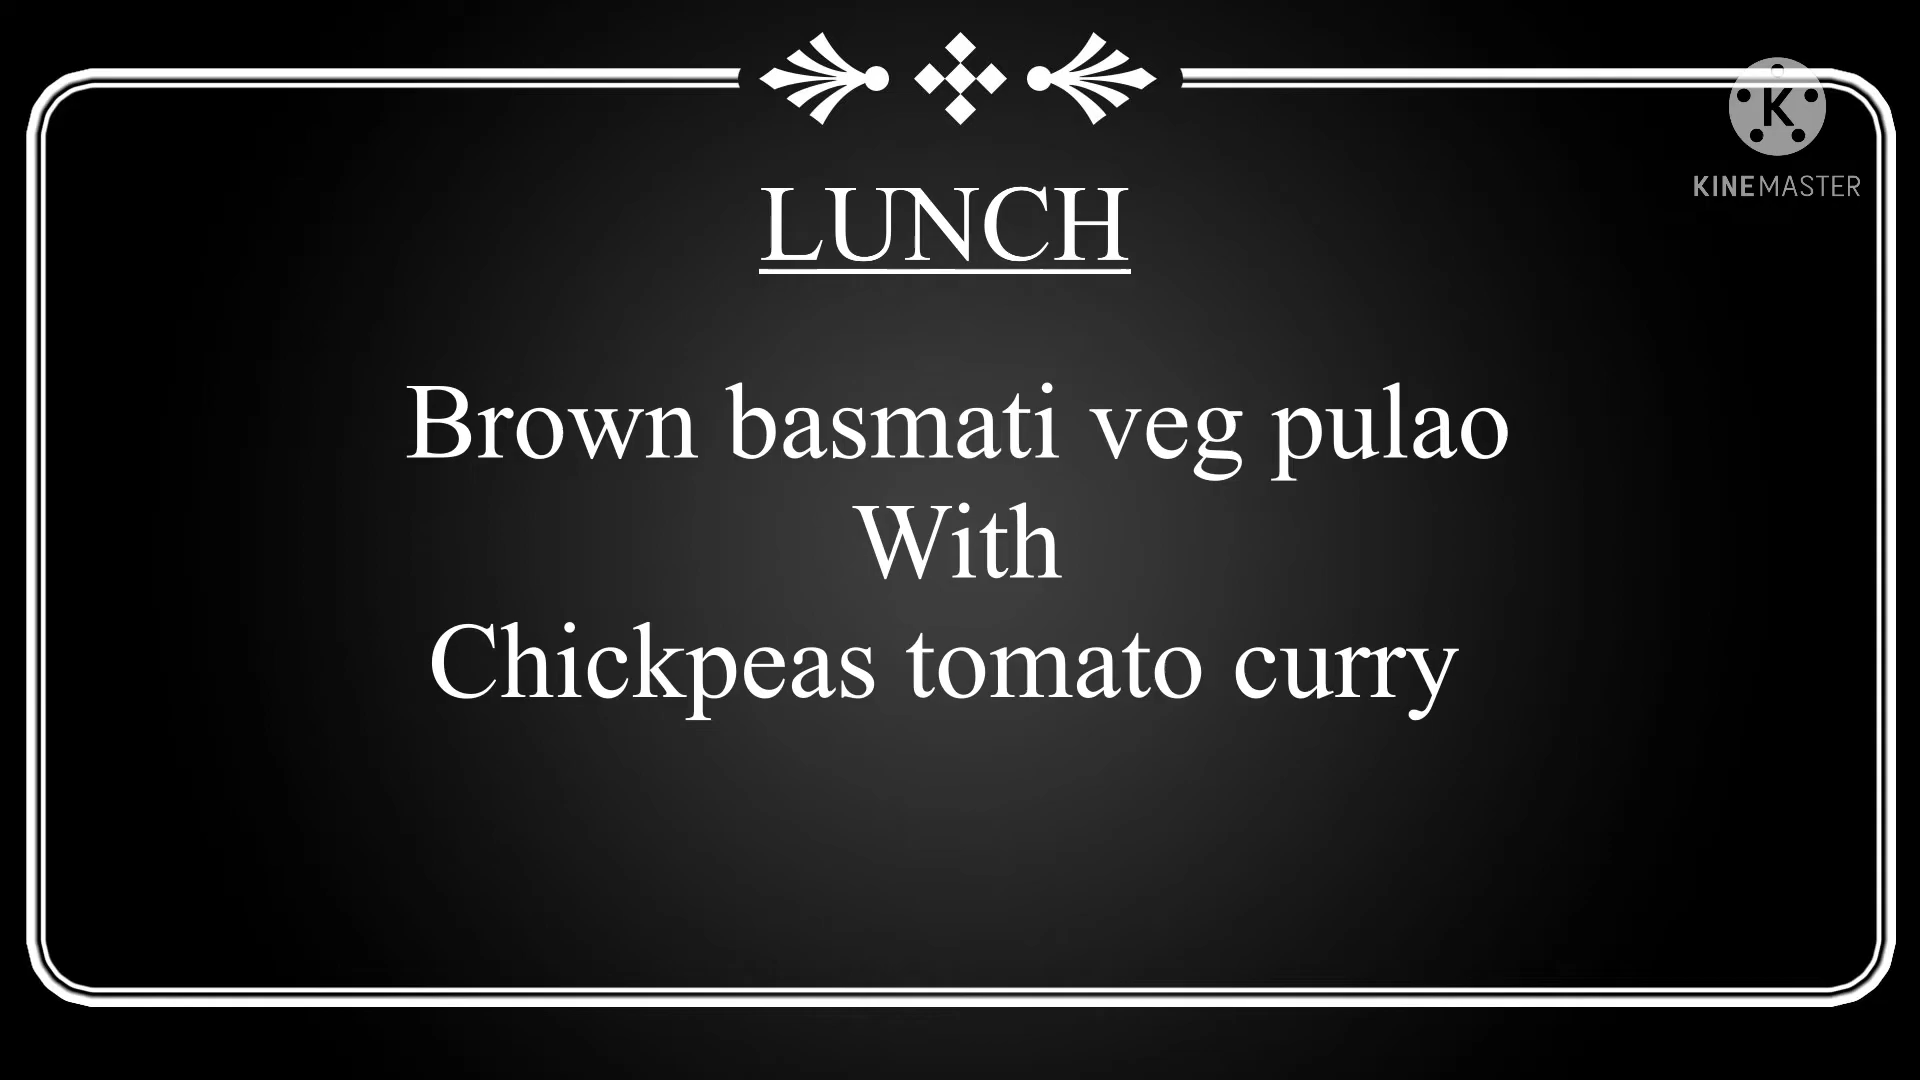 LUNCH
KINEMASTER
Brown basmati veg pulao
With
Chickpeas tomato curry